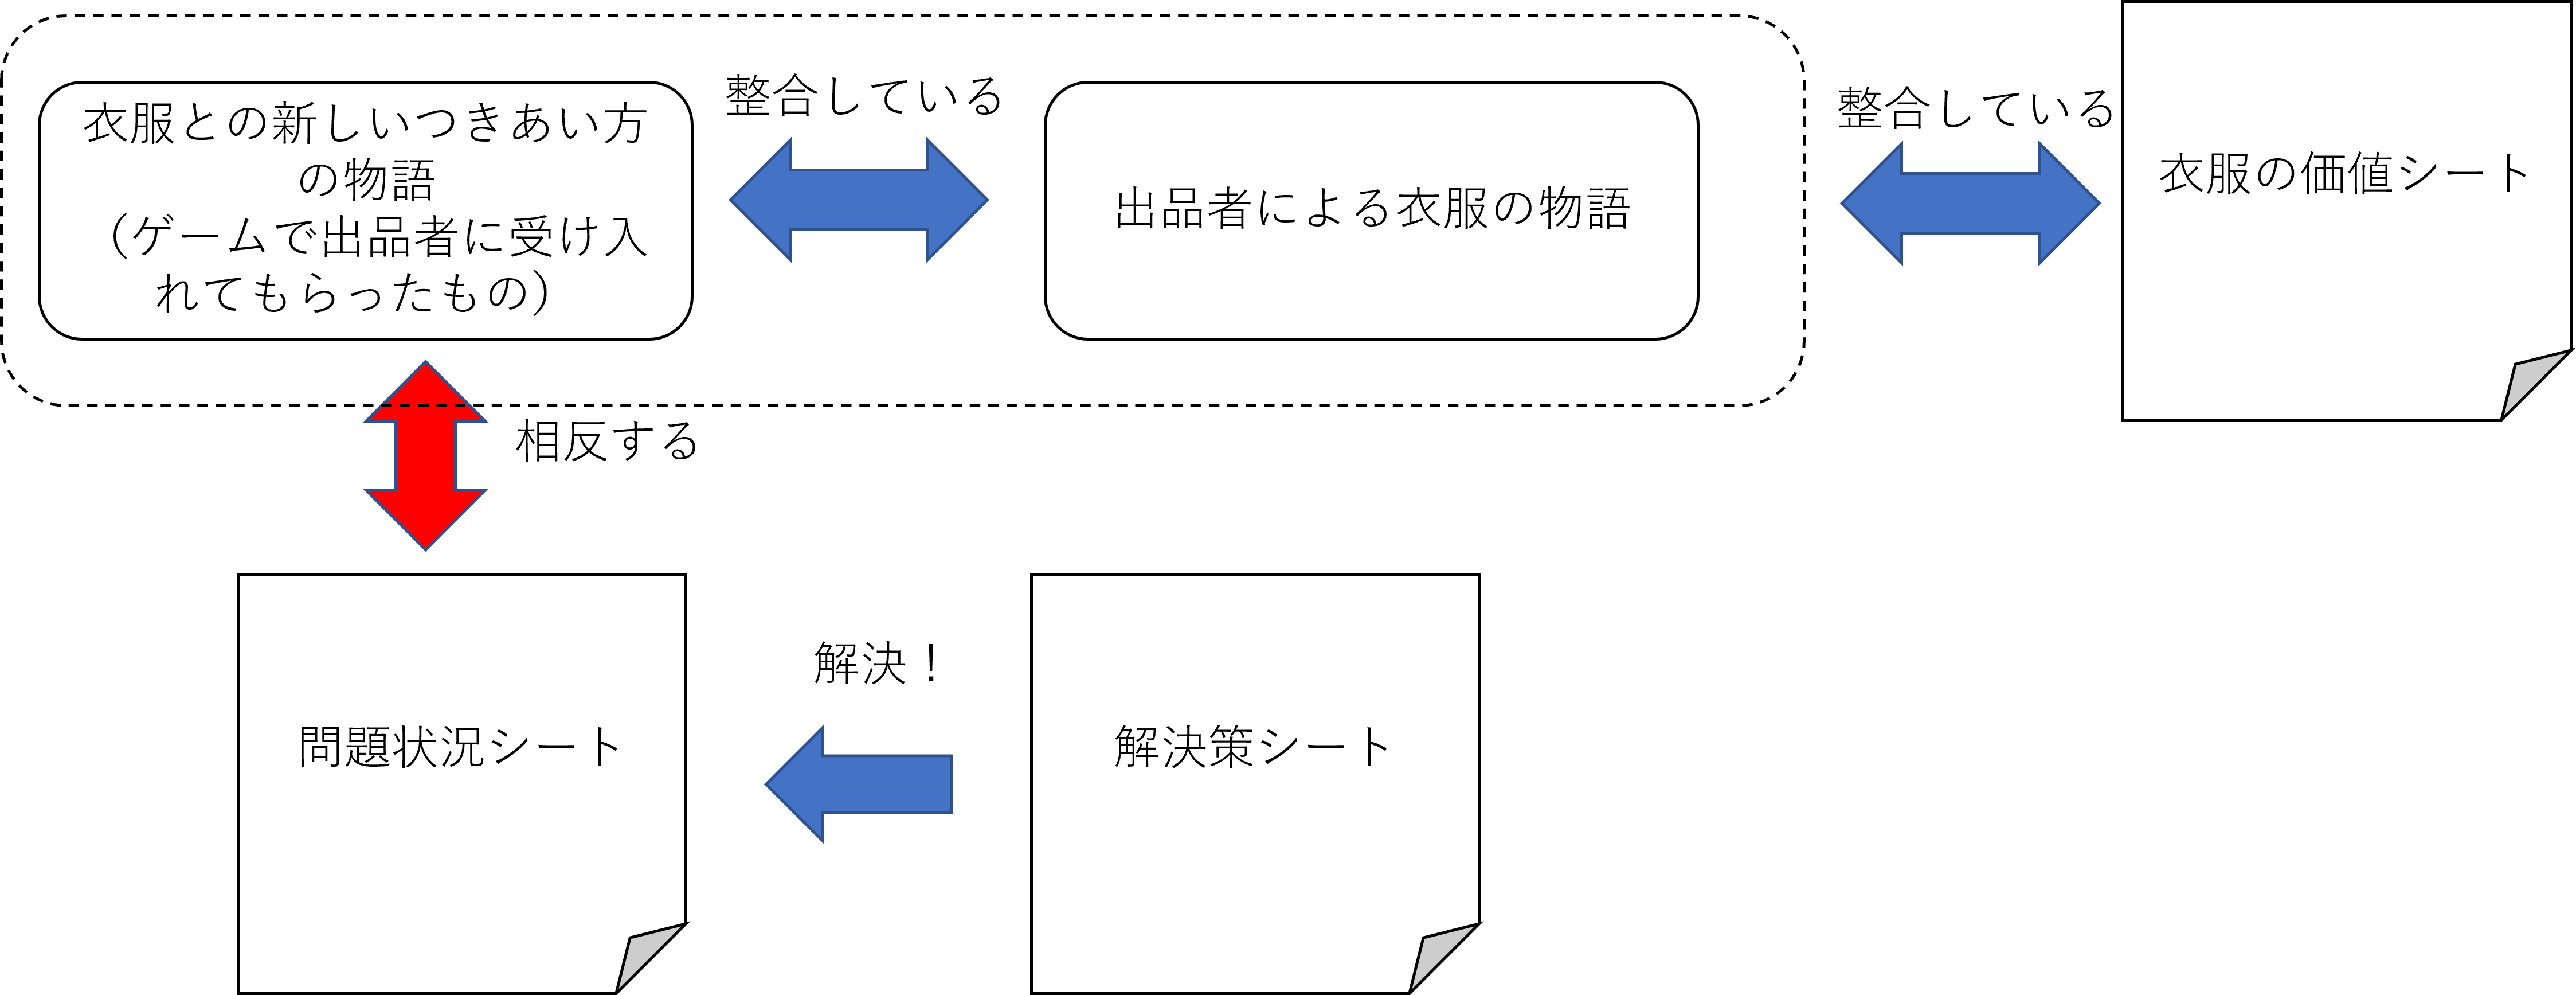 衣服との新しいつきあい方
の物語
（ゲームで出品者に受け入
れてもらったもの）
整合している
出品者による衣服の物語
整合している
衣服の価値シート
相反する
問題状況シート
解決！
解決策シート